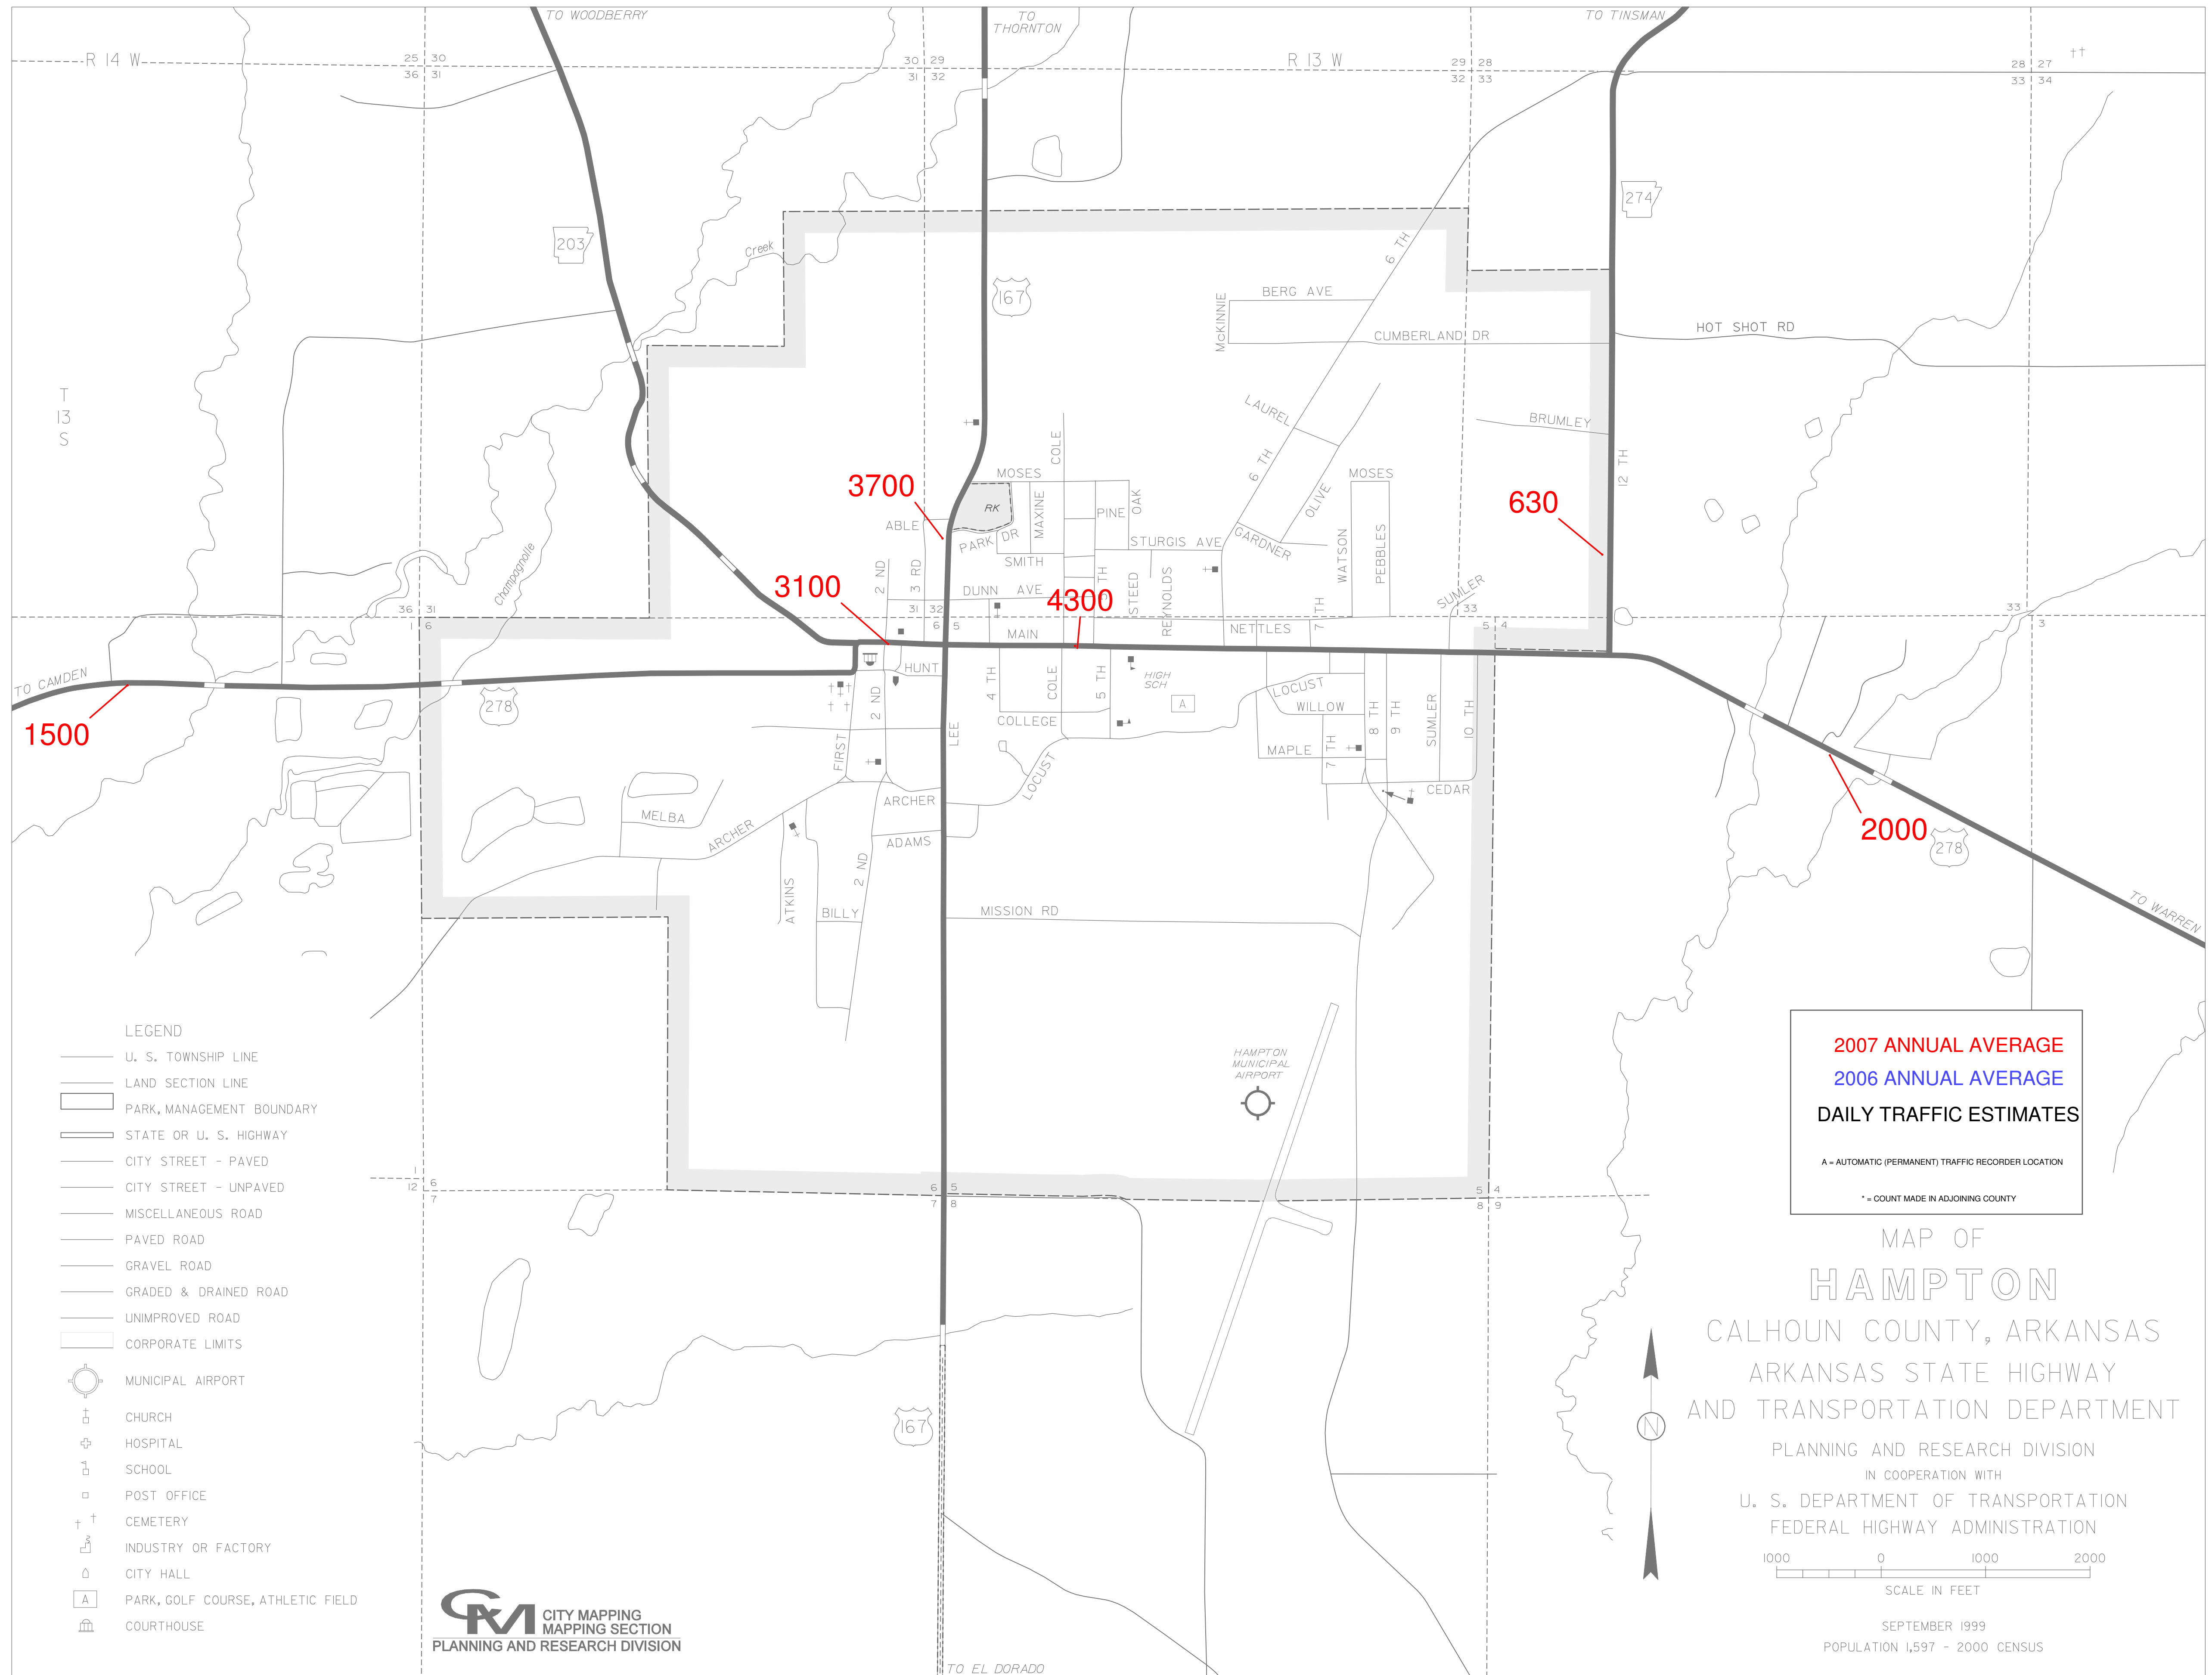 TO WOODBERRY
TO
THORNTON
TO TINSMAN
R 14 W
25 30
36 31
30 29
31 32
R 13 W
29 28
32 33
28 27
33 34
274
203
Creek
167
BERG AVE
McKINNIE
6 TH
CUMBERLAND DR
HOT SHOT RD
T
13
S
LAUREL
BRUMLEY
COLE
6 TH
12 TH
3700
MOSES
MOSES
RK
MAXINE
OAK
OLIVE
630
ABLE
PINE
PARK DR
STURGIS AVE
GARDNER
WATSON
PEBBLES
SMITH
Champagnolle
3100
2 ND
3 RD
DUNN AVE
5 TH
STEED
REYNOLDS
SUMLER
4300
36 31
1 6
31 32
6 5
33
5 4
33
3
MAIN
NETTLES
7 TH
TO CAMDEN
HUNT
4 TH
COLE
5 TH
HIGH
SCH
A
LOCUST
WILLOW
278
2 ND
COLLEGE
8 TH
9 TH
SUMLER
10 TH
1500
FIRST
LEE
MAPLE
7 TH
LOCUST
CEDAR
ARCHER
MELBA
ARCHER
ADAMS
2000
278
ATKINS
2 ND
BILLY
MISSION RD
TO WARREN
HAMPTON
MUNICIPAL
AIRPORT
1 6
12 7
6 5
7 8
5 4
8 9
167
TO EL DORADO
LEGEND
U. S. TOWNSHIP LINE
LAND SECTION LINE
PARK, MANAGEMENT BOUNDARY
STATE OR U. S. HIGHWAY
CITY STREET - PAVED
CITY STREET - UNPAVED
MISCELLANEOUS ROAD
PAVED ROAD
GRAVEL ROAD
GRADED & DRAINED ROAD
UNIMPROVED ROAD
CORPORATE LIMITS
MUNICIPAL AIRPORT
CHURCH
HOSPITAL
SCHOOL
POST OFFICE
CEMETERY
INDUSTRY OR FACTORY
CITY HALL
A PARK, GOLF COURSE, ATHLETIC FIELD
COURTHOUSE
CITY MAPPING
MAPPING SECTION
PLANNING AND RESEARCH DIVISION
2007 ANNUAL AVERAGE
2006 ANNUAL AVERAGE
DAILY TRAFFIC ESTIMATES
A = AUTOMATIC (PERMANENT) TRAFFIC RECORDER LOCATION
* = COUNT MADE IN ADJOINING COUNTY
MAP OF
HAMPTON
CALHOUN COUNTY, ARKANSAS
ARKANSAS STATE HIGHWAY
AND TRANSPORTATION DEPARTMENT
N
PLANNING AND RESEARCH DIVISION
IN COOPERATION WITH
U. S. DEPARTMENT OF TRANSPORTATION
FEDERAL HIGHWAY ADMINISTRATION
1000 0 1000 2000
SCALE IN FEET
SEPTEMBER 1999
POPULATION 1,597 - 2000 CENSUS